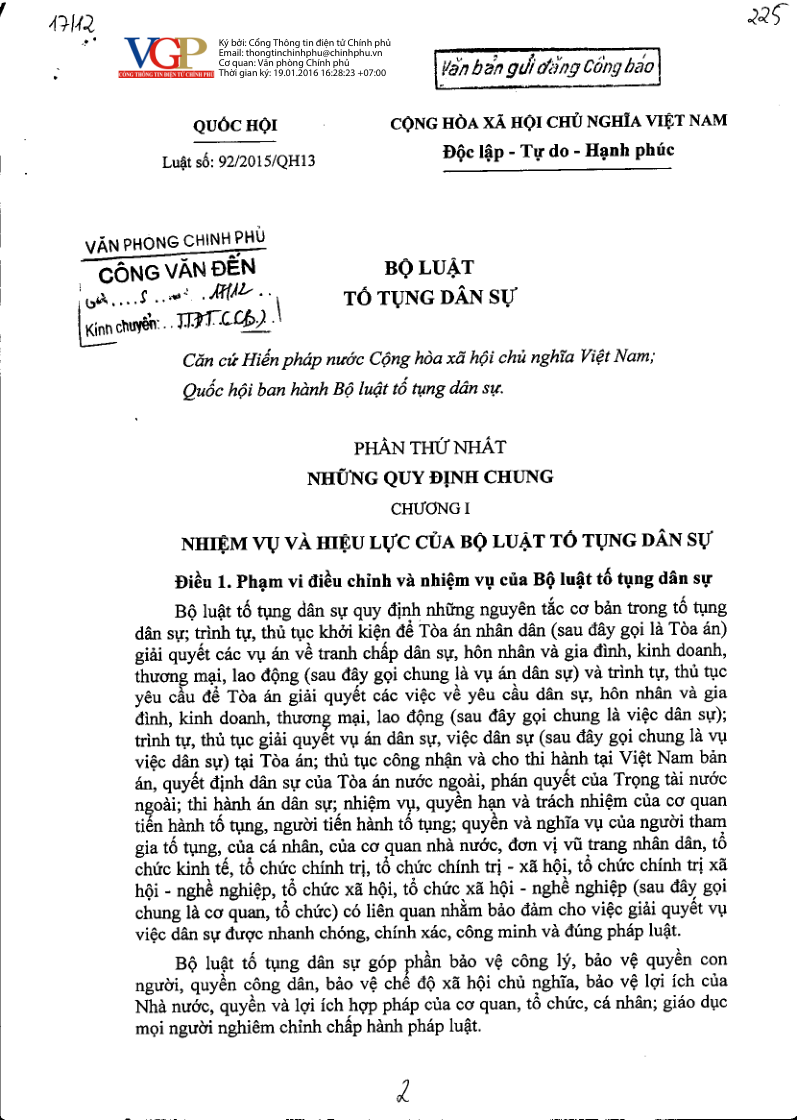 17/12
225
VGP
CỔNG THÔNG TIN ĐIỆN TỬ CHÍNH PHỦ
Ký bởi: Cổng Thông tin điện tử Chính phủ
Email: thongtinchinhphu@chinhphu.vn
Cơ quan: Văn phòng Chính phủ
Thời gian ký: 19.01.2016 16:28:23 +07:00
Văn bản gửi đăng Công báo
QUỐC HỘI
CỘNG HÒA XÃ HỘI CHỦ NGHĨA VIỆT NAM
Độc lập - Tự do - Hạnh phúc
Luật số: 92/2015/QH13
VĂN PHONG CHINH PHỦ
CÔNG VĂN ĐẾN
17/12
Kính chuyển:
BỘ LUẬT
TỐ TỤNG DÂN SỰ
Căn cứ Hiến pháp nước Cộng hòa xã hội chủ nghĩa Việt Nam;
Quốc hội ban hành Bộ luật tố tụng dân sự.
PHẦN THỨ NHẤT
NHỮNG QUY ĐỊNH CHUNG
CHƯƠNG I
NHIỆM VỤ VÀ HIỆU LỰC CỦA BỘ LUẬT TỐ TỤNG DÂN SỰ
Điều 1. Phạm vi điều chỉnh và nhiệm vụ của Bộ luật tố tụng dân sự
Bộ luật tố tụng dân sự quy định những nguyên tắc cơ bản trong tố tụng
dân sự; trình tự, thủ tục khởi kiện để Tòa án nhân dân (sau đây gọi là Tòa án)
giải quyết các vụ án về tranh chấp dân sự, hôn nhân và gia đình, kinh doanh,
thương mại, lao động (sau đây gọi chung là vụ án dân sự) và trình tự, thủ tục
yêu cầu để Tòa án giải quyết các việc về yêu cầu dân sự, hôn nhân và gia
đình, kinh doanh, thương mại, lao động (sau đây gọi chung là việc dân sự);
trình tự, thủ tục giải quyết vụ án dân sự, việc dân sự (sau đây gọi chung là vụ
việc dân sự) tại Tòa án; thủ tục công nhận và cho thi hành tại Việt Nam bản
án, quyết định dân sự của Tòa án nước ngoài, phán quyết của Trọng tài nước
ngoài; thi hành án dân sự; nhiệm vụ, quyền hạn và trách nhiệm của cơ quan
tiến hành tố tụng, người tiến hành tố tụng; quyền và nghĩa vụ của người tham
gia tố tụng, của cá nhân, của cơ quan nhà nước, đơn vị vũ trang nhân dân, tổ
chức kinh tế, tổ chức chính trị, tổ chức chính trị - xã hội, tổ chức chính trị xã
hội - nghề nghiệp, tổ chức xã hội, tổ chức xã hội - nghề nghiệp (sau đây gọi
chung là cơ quan, tổ chức) có liên quan nhằm bảo đảm cho việc giải quyết vụ
việc dân sự được nhanh chóng, chính xác, công minh và đúng pháp luật.
Bộ luật tố tụng dân sự góp phần bảo vệ công lý, bảo vệ quyền con
người, quyền công dân, bảo vệ chế độ xã hội chủ nghĩa, bảo vệ lợi ích của
Nhà nước, quyền và lợi ích hợp pháp của cơ quan, tổ chức, cá nhân; giáo dục
mọi người nghiêm chỉnh chấp hành pháp luật.
2